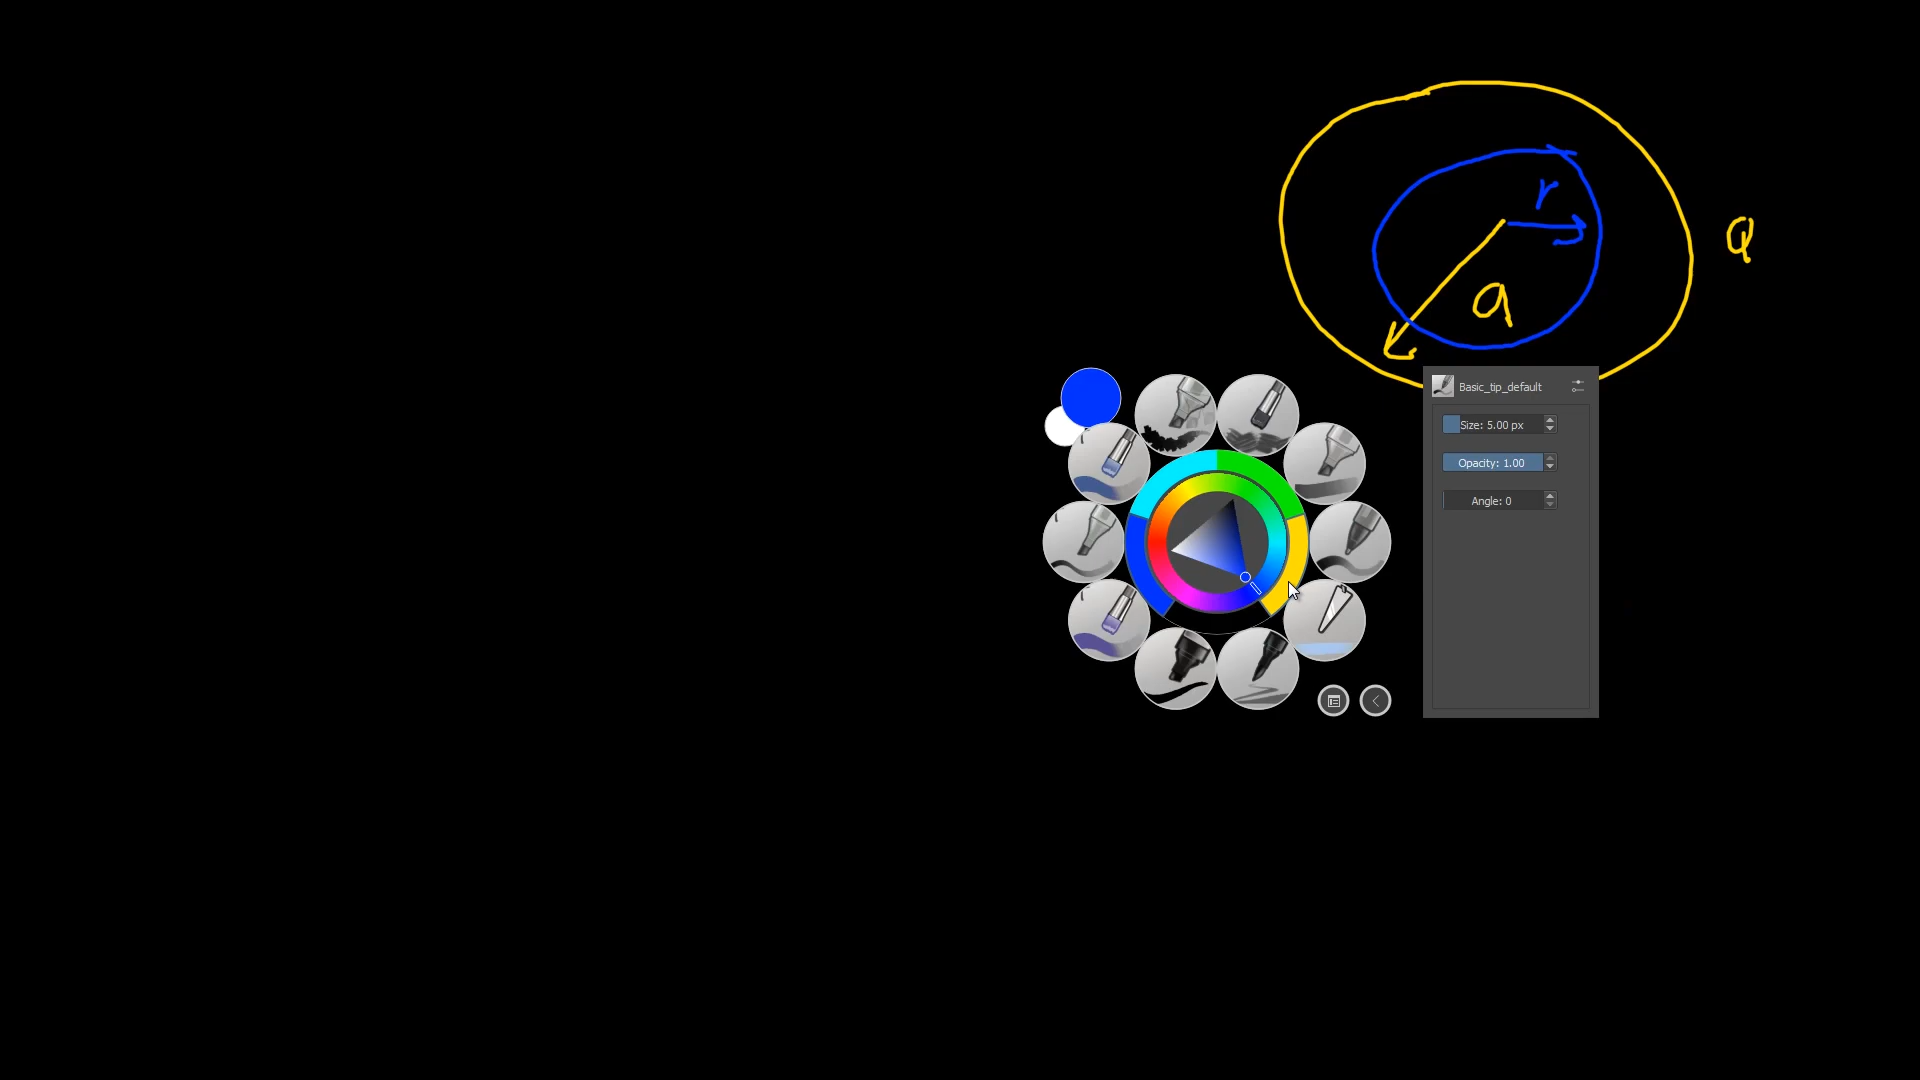 r
Q
a
Basic_tip_default
Size: 5.00 px
Opacity: 1.00
Angle: 0